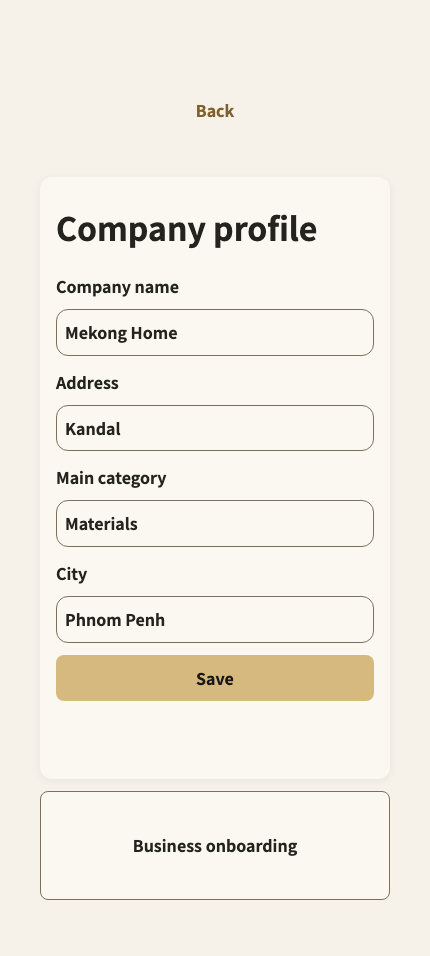 Back
Company profile
Company name
Mekong Home
Address
Kandal
Main category
Materials
City
Phnom Penh
Save
Business onboarding